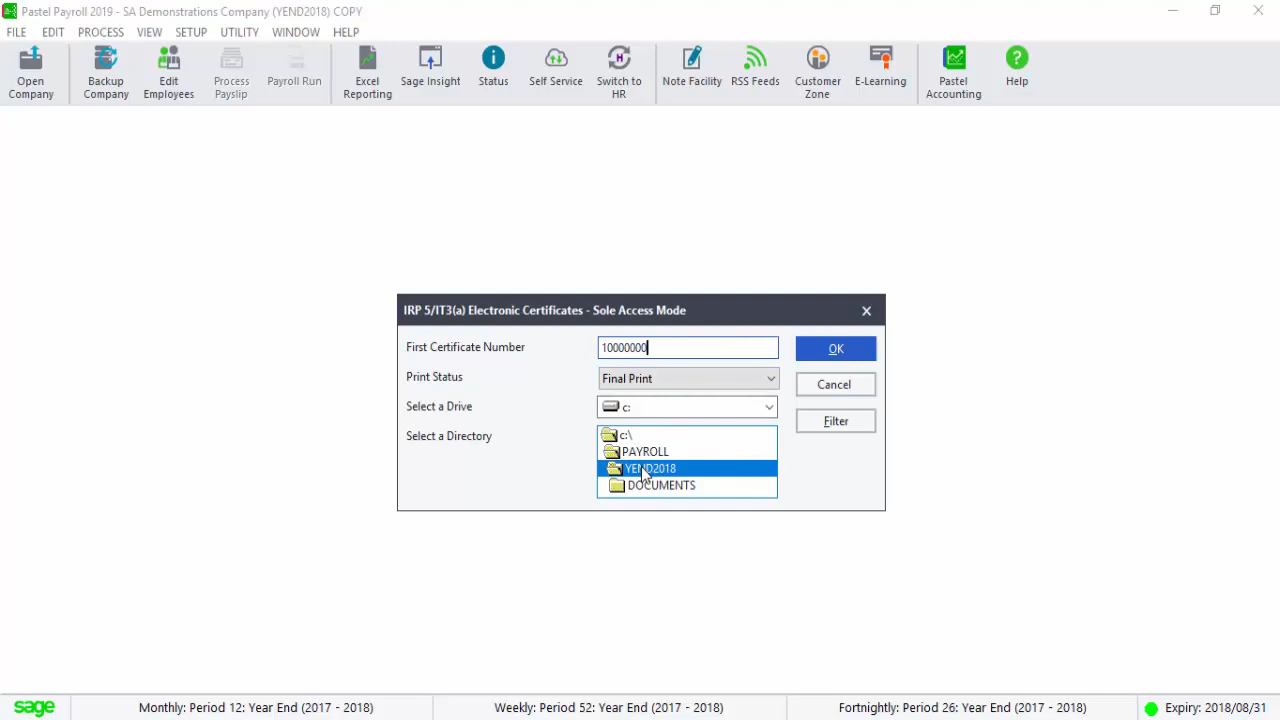 Pastel Payroll 2019 - SA Demonstrations Company (YEND2018) COPY
FILE EDIT PROCESS VIEW SETUP UTILITY WINDOW HELP
Open Company
Backup Company
Edit Employees
Process Payslip
Payroll Run
Excel Reporting
Sage Insight
Status
Self Service
Switch to HR
Note Facility
RSS Feeds
Customer Zone
E-Learning
Pastel Accounting
Help
IRP 5/IT3(a) Electronic Certificates - Sole Access Mode
First Certificate Number 10000000 OK
Print Status Final Print Cancel
Select a Drive c: Filter
Select a Directory c:\
PAYROLL
YEND2018
DOCUMENTS
sage Monthly: Period 12: Year End (2017 - 2018) Weekly: Period 52: Year End (2017 - 2018) Fortnightly: Period 26: Year End (2017 - 2018) Expiry: 2018/08/31